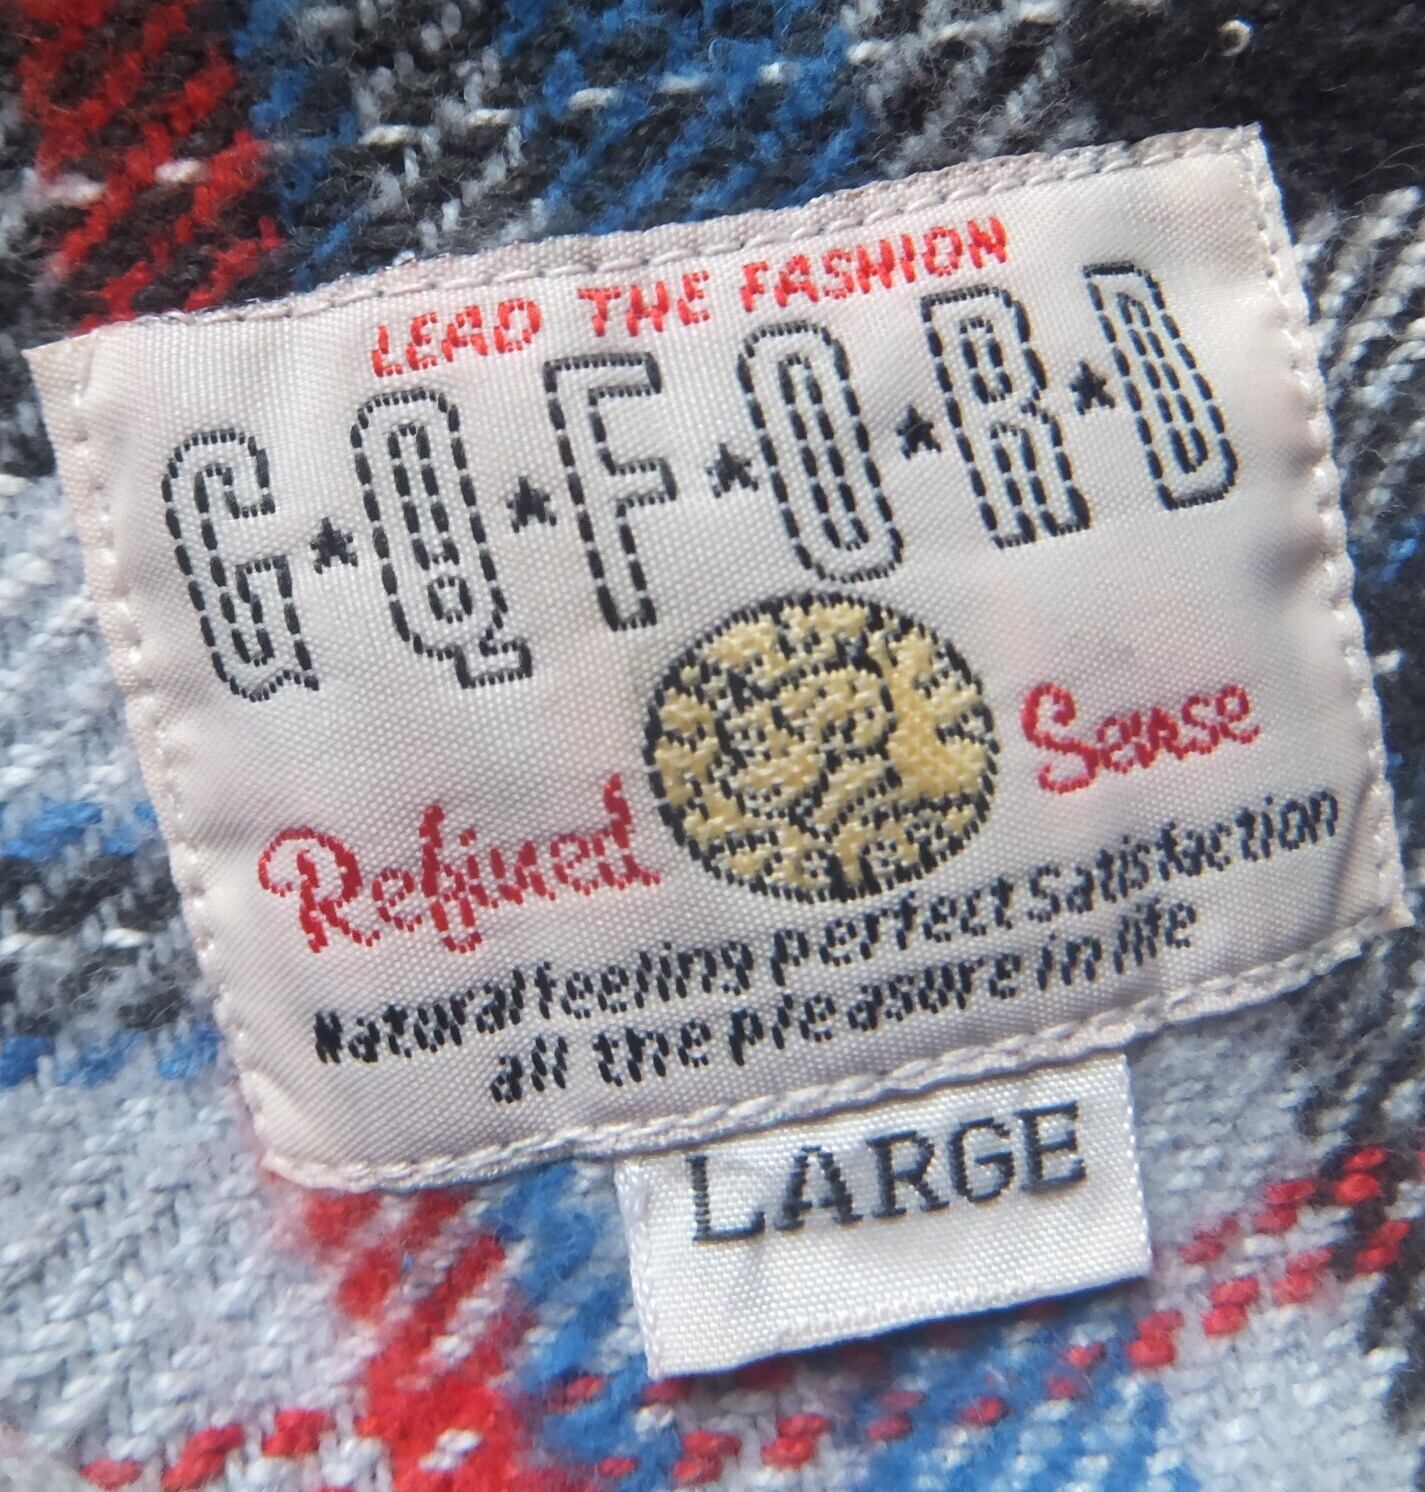 LEAD THE FASHION
G★Q★F★O★R★D
Refined Sense
Natural feeling perfect Satisfaction
all the pleasure in life
LARGE